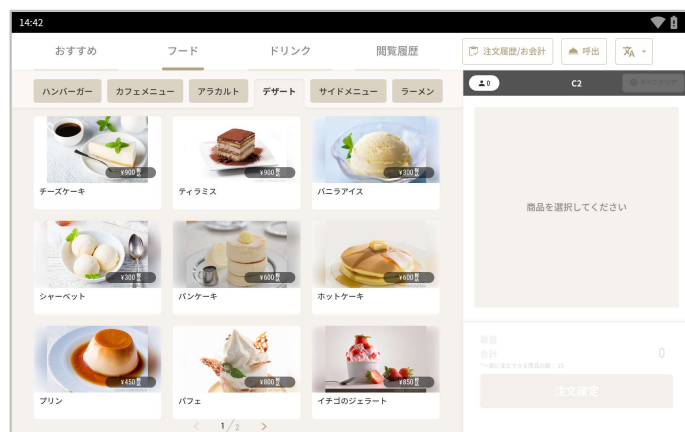 14:42
おすすめ
フード
ドリンク
閲覧履歴
注文履歴/お会計
呼出
ハンバーガー
カフェメニュー
アラカルト
デザート
サイドメニュー
ラーメン
0
C2
すべてクリア
¥900
¥900
¥300
チーズケーキ
ティラミス
バニラアイス
商品を選択してください
¥300
¥600
¥600
シャーベット
パンケーキ
ホットケーキ
¥450
¥800
¥850
プリン
パフェ
イチゴのジェラート
1/2
合計
0
注文確定